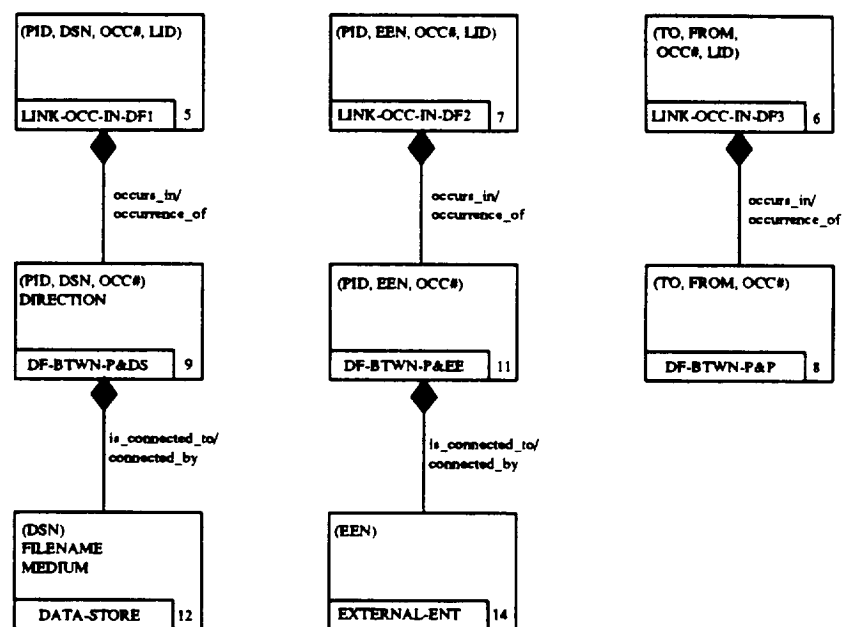 (PID, DSN, OCC#, LID)
LINK-OCC-IN-DF1 5
occurs_in/
occurrence_of
(PID, DSN, OCC#)
DIRECTION
DF-BTWN-P&DS 9
is_connected_to/
connected_by
(DSN)
FILENAME
MEDIUM
DATA-STORE 12
(PID, EEN, OCC#, LID)
LINK-OCC-IN-DF2 7
occurs_in/
occurrence_of
(PID, EEN, OCC#)
DF-BTWN-P&EE 11
is_connected_to/
connected_by
(EEN)
EXTERNAL-ENT 14
(TO, FROM,
OCC#, LID)
LINK-OCC-IN-DF3 6
occurs_in/
occurrence_of
(TO, FROM, OCC#)
DF-BTWN-P&P 8